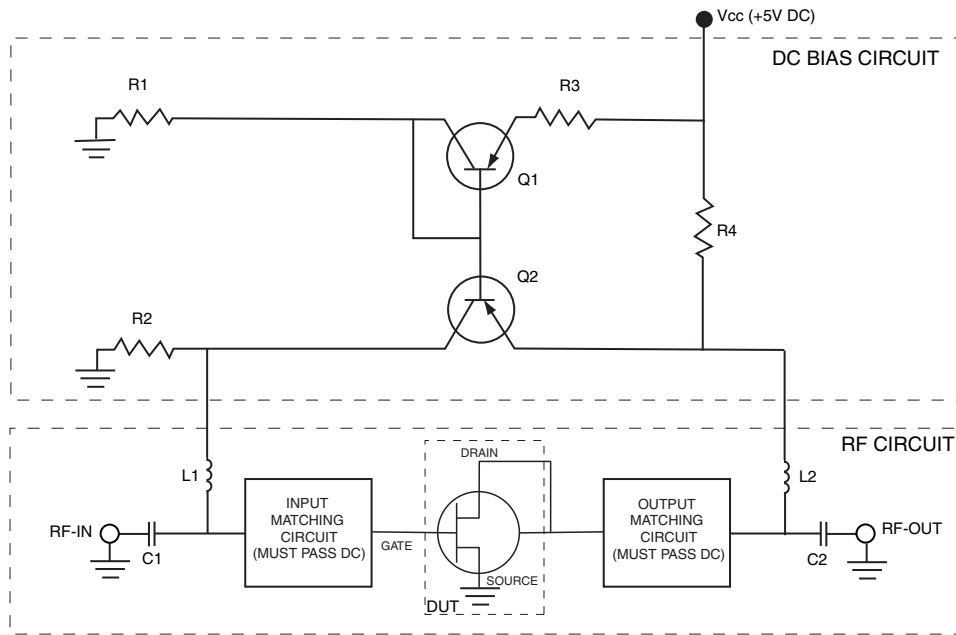 Vcc (+5V DC)
DC BIAS CIRCUIT
R1
R3
Q1
R4
Q2
R2
RF CIRCUIT
DRAIN
L1
L2
INPUT
MATCHING
CIRCUIT
(MUST PASS DC)
OUTPUT
MATCHING
CIRCUIT
(MUST PASS DC)
RF-IN
C1
GATE
SOURCE
DUT
C2
RF-OUT